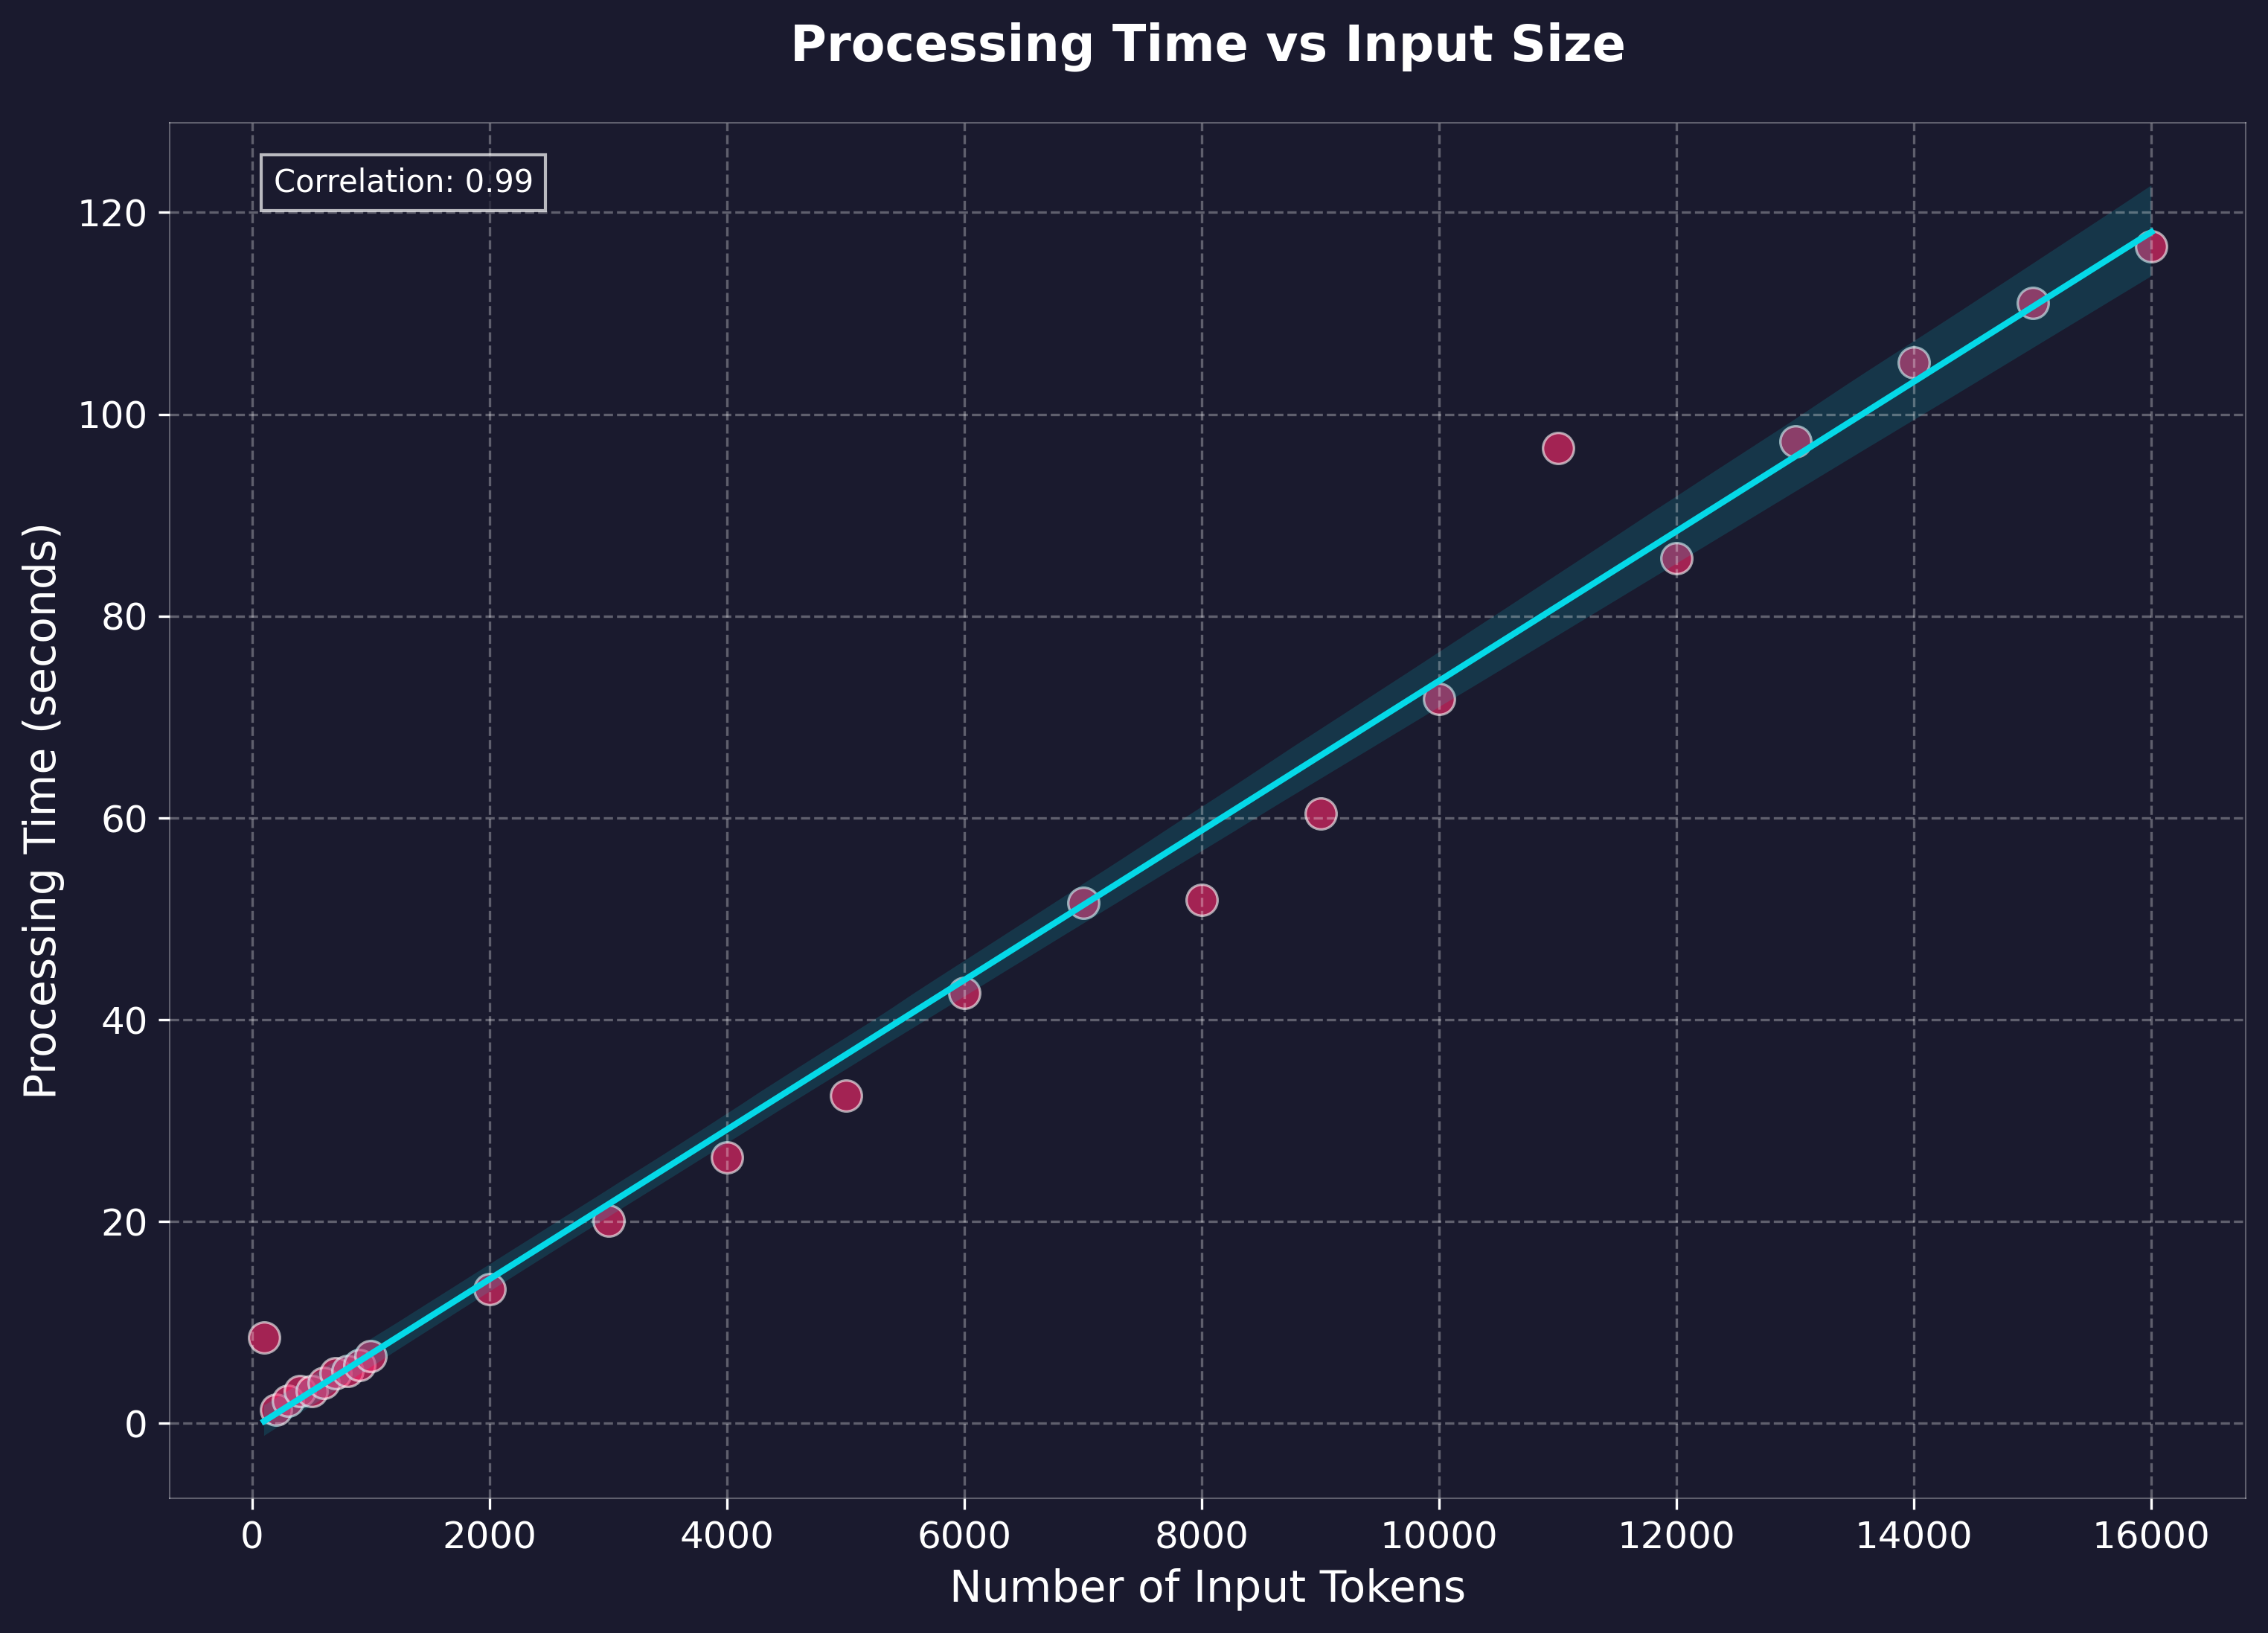 Processing Time vs Input Size
Correlation: 0.99
120
100
80
60
40
20
0
Processing Time (seconds)
0 2000 4000 6000 8000 10000 12000 14000 16000
Number of Input Tokens